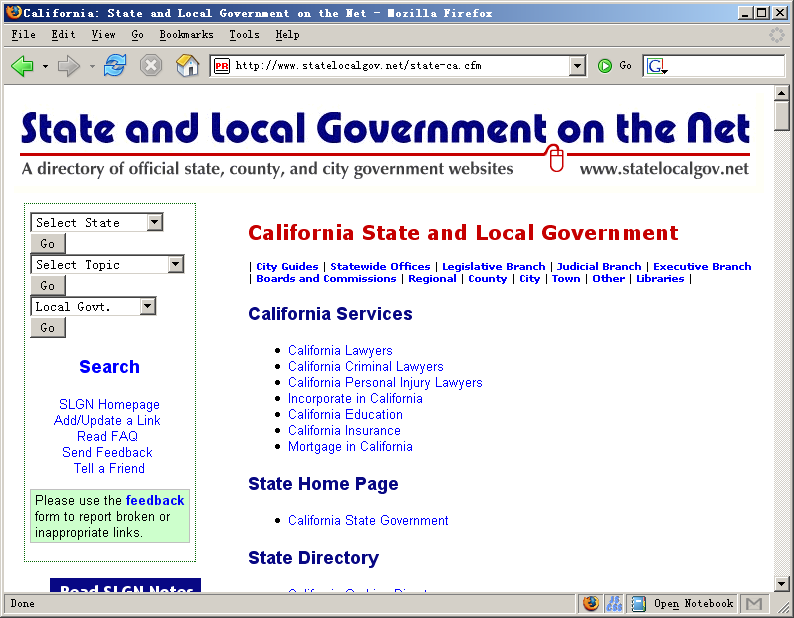 California: State and Local Government on the Net - Mozilla Firefox
File Edit View Go Bookmarks Tools Help
PR http://www.statelocalgov.net/state-ca.cfm Go G
State and Local Government on the Net
A directory of official state, county, and city government websites www.statelocalgov.net
Select State
Go
Select Topic
Go
Local Govt.
Go
Search
SLGN Homepage
Add/Update a Link
Read FAQ
Send Feedback
Tell a Friend
Please use the feedback
form to report broken or
inappropriate links.
Read SLGN Notes
California State and Local Government
| City Guides | Statewide Offices | Legislative Branch | Judicial Branch | Executive Branch
| Boards and Commissions | Regional | County | City | Town | Other | Libraries |
California Services
California Lawyers
California Criminal Lawyers
California Personal Injury Lawyers
Incorporate in California
California Education
California Insurance
Mortgage in California
State Home Page
California State Government
State Directory
Done JS CSS Open Notebook